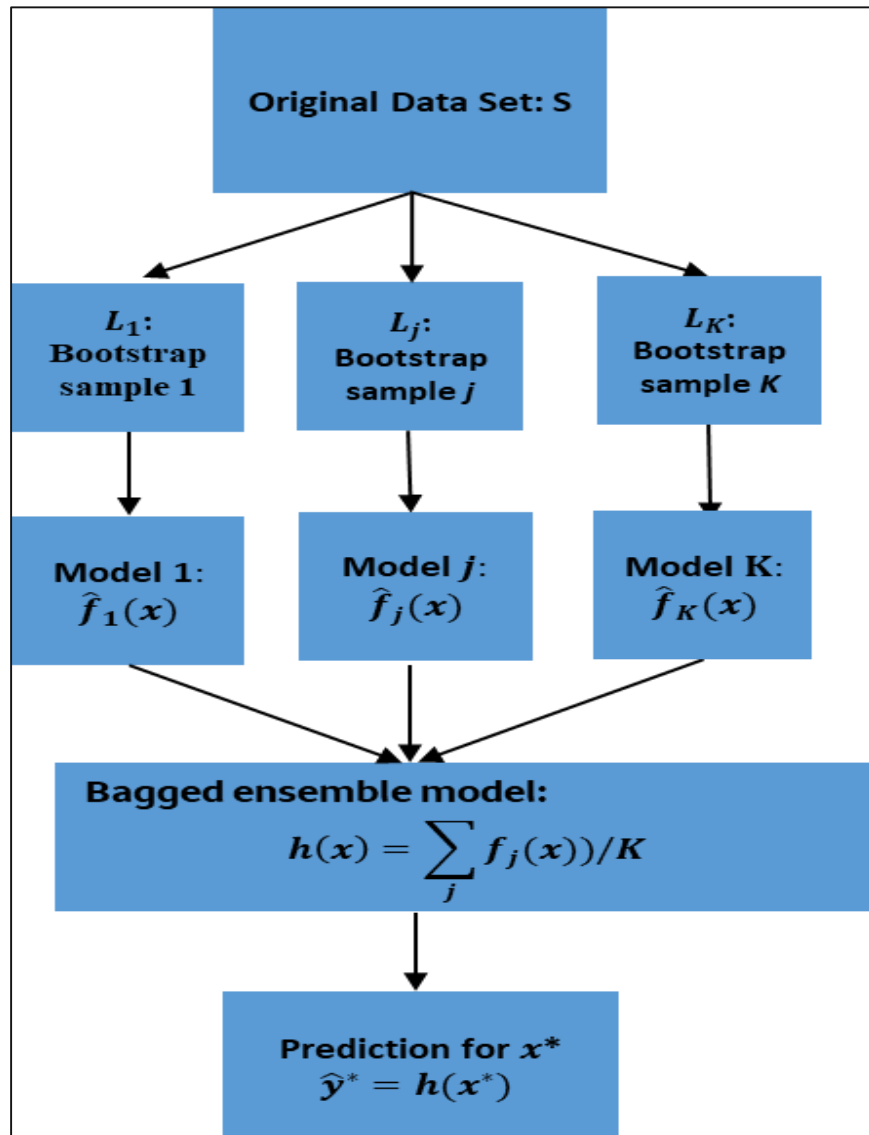 Original Data Set: S
L₁:
Bootstrap
sample 1
Lⱼ:
Bootstrap
sample j
L_K:
Bootstrap
sample K
Model 1:
f̂₁(x)
Model j:
f̂ⱼ(x)
Model K:
f̂_K(x)
Bagged ensemble model:
h(x) = ∑ⱼ fⱼ(x))/K
Prediction for x*
ŷ* = h(x*)